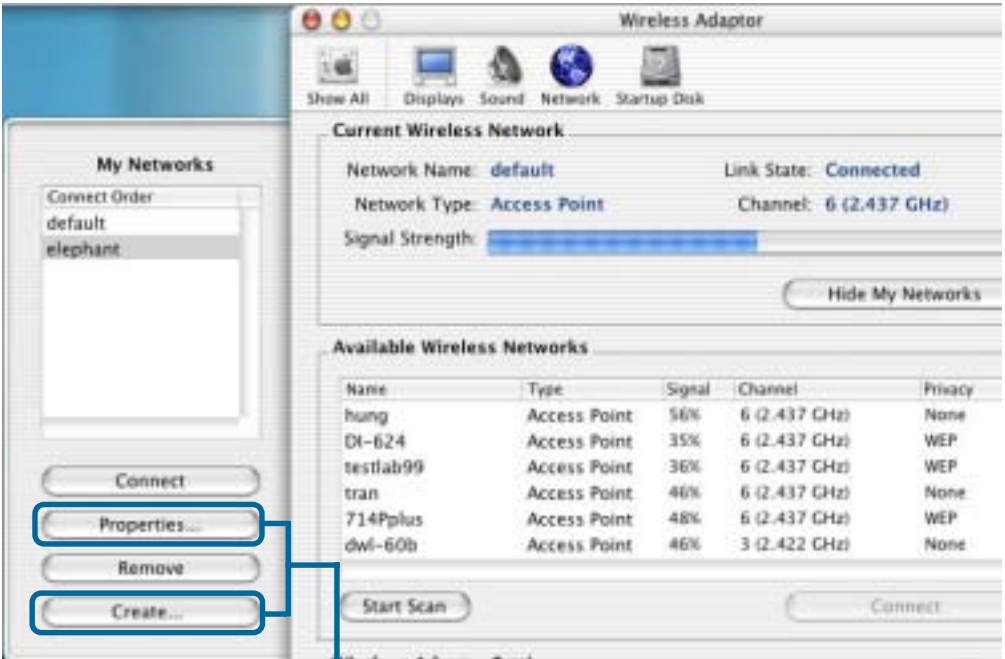 Wireless Adaptor
Show All Displays Sound Network Startup Disk
My Networks
Connect Order
default
elephant
Connect
Properties...
Remove
Create...
Current Wireless Network
Network Name: default Link State: Connected
Network Type: Access Point Channel: 6 (2.437 GHz)
Signal Strength:
Hide My Networks
Available Wireless Networks
Name Type Signal Channel Privacy
hung Access Point 56% 6 (2.437 GHz) None
DI-624 Access Point 35% 6 (2.437 GHz) WEP
testlab99 Access Point 36% 6 (2.437 GHz) WEP
tran Access Point 46% 6 (2.437 GHz) None
714Pplus Access Point 48% 6 (2.437 GHz) WEP
dwl-60b Access Point 46% 3 (2.422 GHz) None
Start Scan Connect